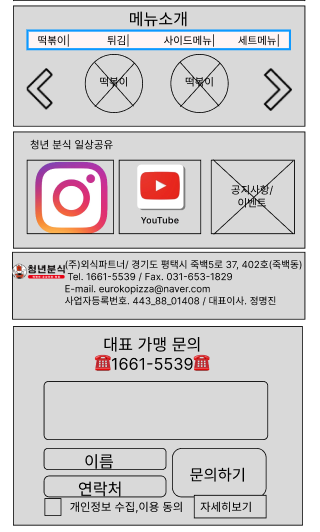 메뉴소개
떡볶이| 튀김| 사이드메뉴| 세트메뉴|
떡볶이 떡볶이
청년 분식 일상공유
YouTube
공지사항/
이벤트
청년분식
(주)외식파트너/ 경기도 평택시 죽백5로 37, 402호(죽백동)
Tel. 1661-5539 / Fax. 031-653-1829
E-mail. eurokopizza@naver.com
사업자등록번호. 443_88_01408 / 대표이사. 정명진
대표 가맹 문의
☎1661-5539☎
이름
연락처
문의하기
개인정보 수집,이용 동의
자세히보기